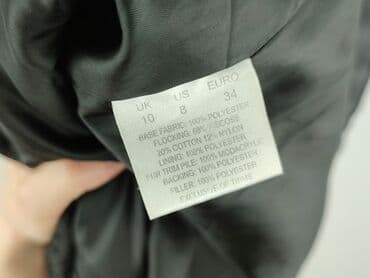 UK US EURO
10 8 34
BASE FABRIC: 100% POLYESTER
FLOCKING: 68% VISCOSE
20% COTTON 12% NYLON
LINING: 100% POLYESTER
FUR TRIM PILE: 100% MODACRYLIC
BACKING: 100% POLYESTER
FILLER: 100% POLYESTER
EXCLUSIVE OF TRIMS